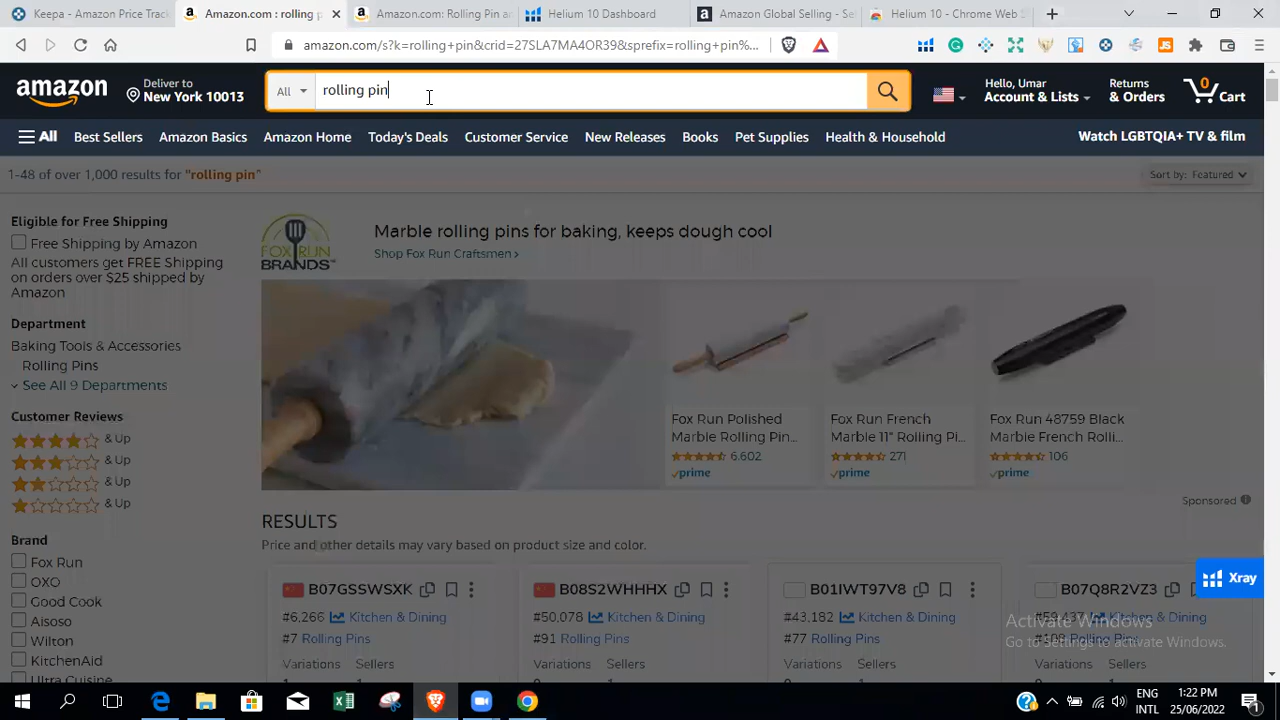 Keepa - Amazon Price Track
Amazon.com : rolling p
Amazon.com: Rolling Pin ac
Helium 10 Dashboard
Amazon Global Selling - Sel
Helium 10 - Chrome Web S
amazon.com/s?k=rolling+pin&crid=27SLA7MA4OR39&sprefix=rolling+pin%...
amazon
Deliver to
New York 10013
All
rolling pin
Hello, Umar
Account & Lists
Returns
& Orders
Cart
All
Best Sellers
Amazon Basics
Amazon Home
Today's Deals
Customer Service
New Releases
Books
Pet Supplies
Health & Household
Watch LGBTQIA+ TV & film
1-48 of over 1,000 results for "rolling pin"
Sort by: Featured
Eligible for Free Shipping
Free Shipping by Amazon
All customers get FREE Shipping
on orders over $25 shipped by
Amazon
Department
Baking Tools & Accessories
Rolling Pins
See All 9 Departments
Customer Reviews
& Up
& Up
& Up
& Up
Brand
Fox Run
OXO
Good Cook
Aisoso
Wilton
KitchenAid
Ultra Cuisine
FOX RUN
BRANDS
Marble rolling pins for baking, keeps dough cool
Shop Fox Run Craftsmen ›
Fox Run Polished
Marble Rolling Pin...
6,602
prime
Fox Run French
Marble 11" Rolling Pi...
271
prime
Fox Run 48759 Black
Marble French Rolli...
106
prime
Sponsored
RESULTS
Price and other details may vary based on product size and color.
B07GSSWSXK
#6,266 Kitchen & Dining
#7 Rolling Pins
Variations Sellers
B08S2WHHHX
#50,078 Kitchen & Dining
#91 Rolling Pins
Variations Sellers
B01IWT97V8
#43,182 Kitchen & Dining
#77 Rolling Pins
Variations Sellers
B07Q8R2VZ3
Kitchen & Dining
Rolling Pins
Variations Sellers
Xray
Activate Windows
Go to Settings to activate Windows.
ENG
INTL
1:22 PM
25/06/2022
1